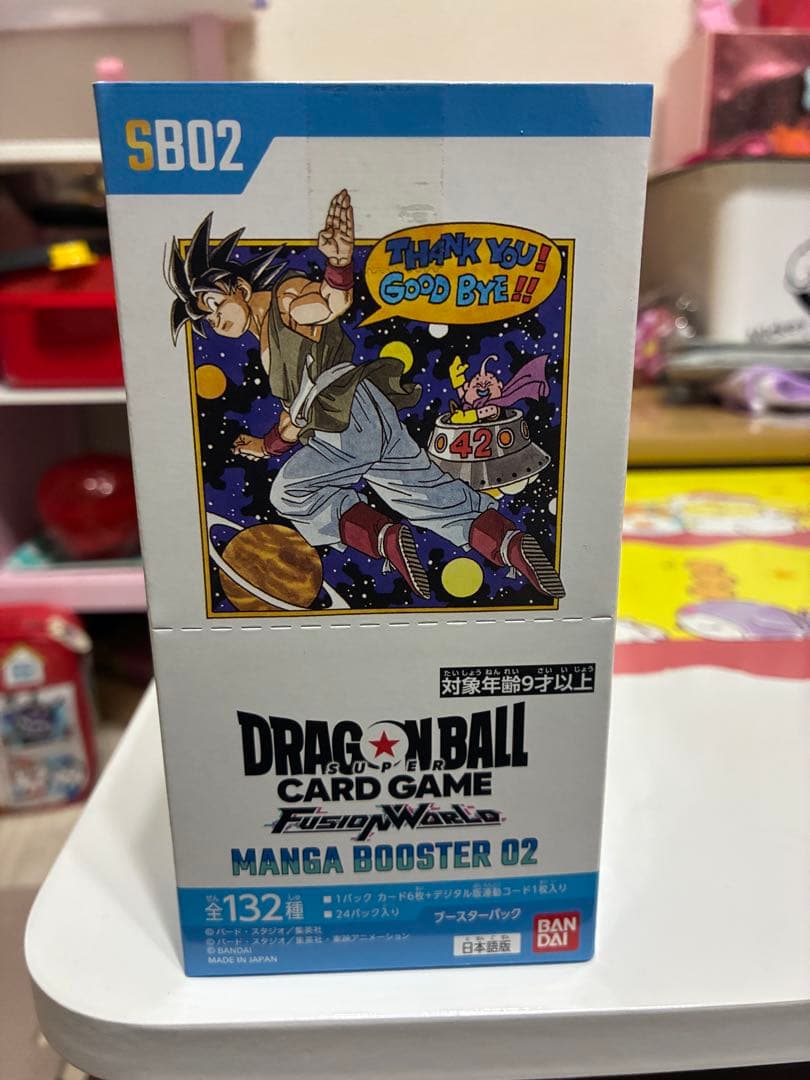 SB02
THANK YOU!
GOOD BYE!!
42
たいしょうねんれい さいいじょう
対象年齢9才以上
DRAGON BALL
SUPER
CARD GAME
FUSION WORLD
MANGA BOOSTER 02
ぜん しゅ
全132種
■1パック カード6枚+デジタル版連動コード1枚入り
■24パック入り
ブースターパック
©バード・スタジオ/集英社
©バード・スタジオ/集英社・東映アニメーション
©BANDAI
MADE IN JAPAN
日本語版
BAN
DAI